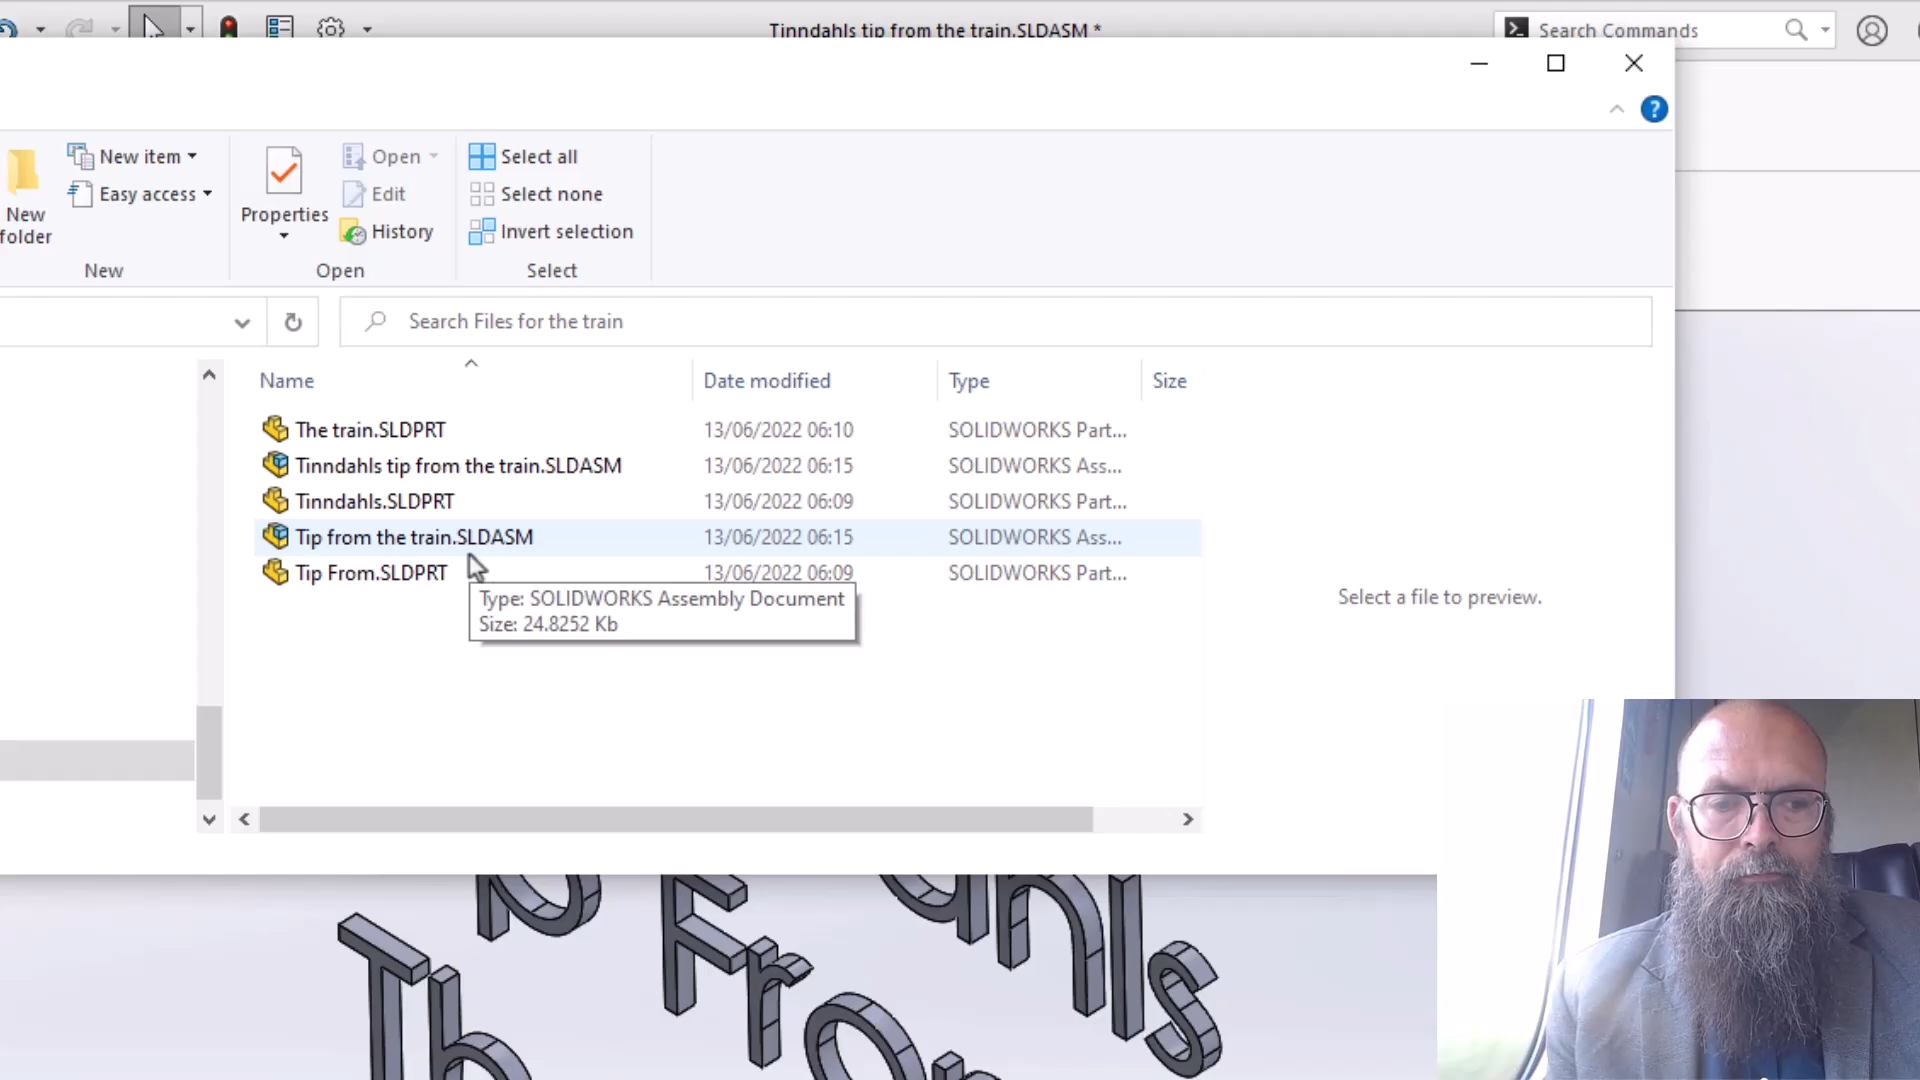 Tinndahls tip from the train.SLDASM *
Search Commands
New item
Easy access
New
folder
New
Properties
Open
Edit
History
Open
Select all
Select none
Invert selection
Select
Search Files for the train
Name
Date modified
Type
Size
The train.SLDPRT 13/06/2022 06:10 SOLIDWORKS Part...
Tinndahls tip from the train.SLDASM 13/06/2022 06:15 SOLIDWORKS Ass...
Tinndahls.SLDPRT 13/06/2022 06:09 SOLIDWORKS Part...
Tip from the train.SLDASM 13/06/2022 06:15 SOLIDWORKS Ass...
Tip From.SLDPRT 13/06/2022 06:09 SOLIDWORKS Part...
Type: SOLIDWORKS Assembly Document
Size: 24.8252 Kb
Select a file to preview.